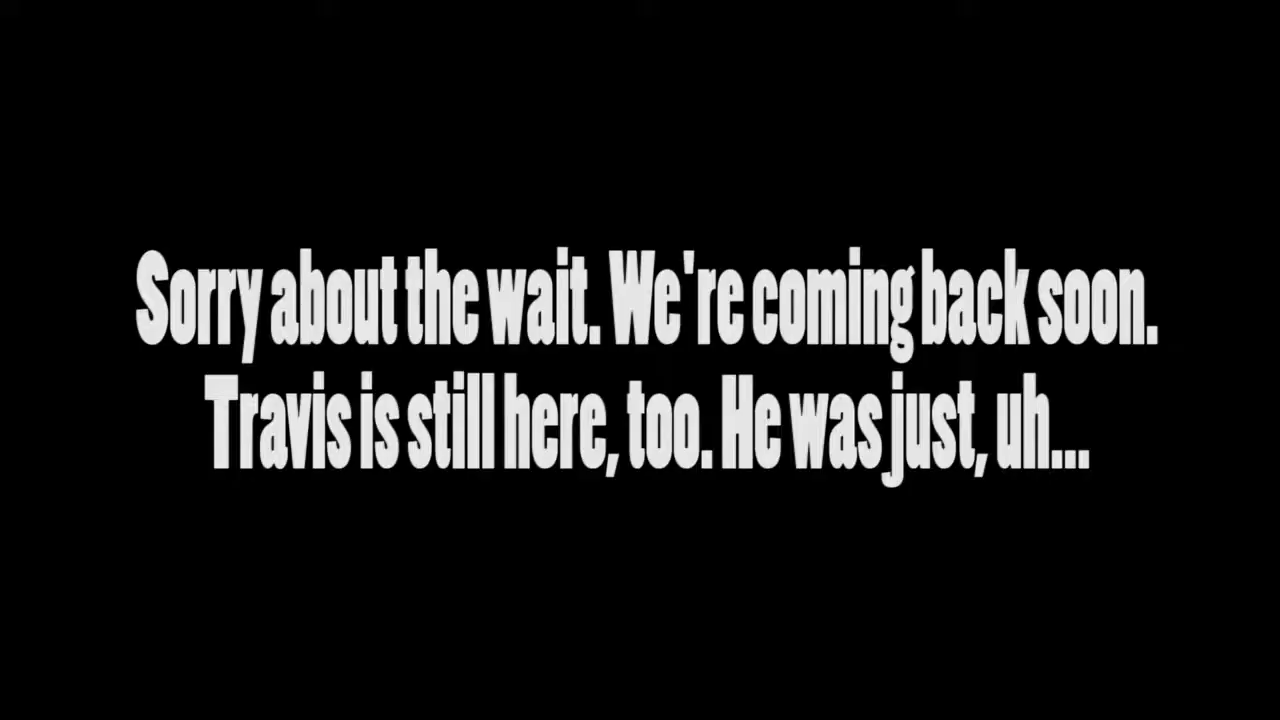 Sorry about the wait. We're coming back soon.
Travis is still here, too. He was just, uh...